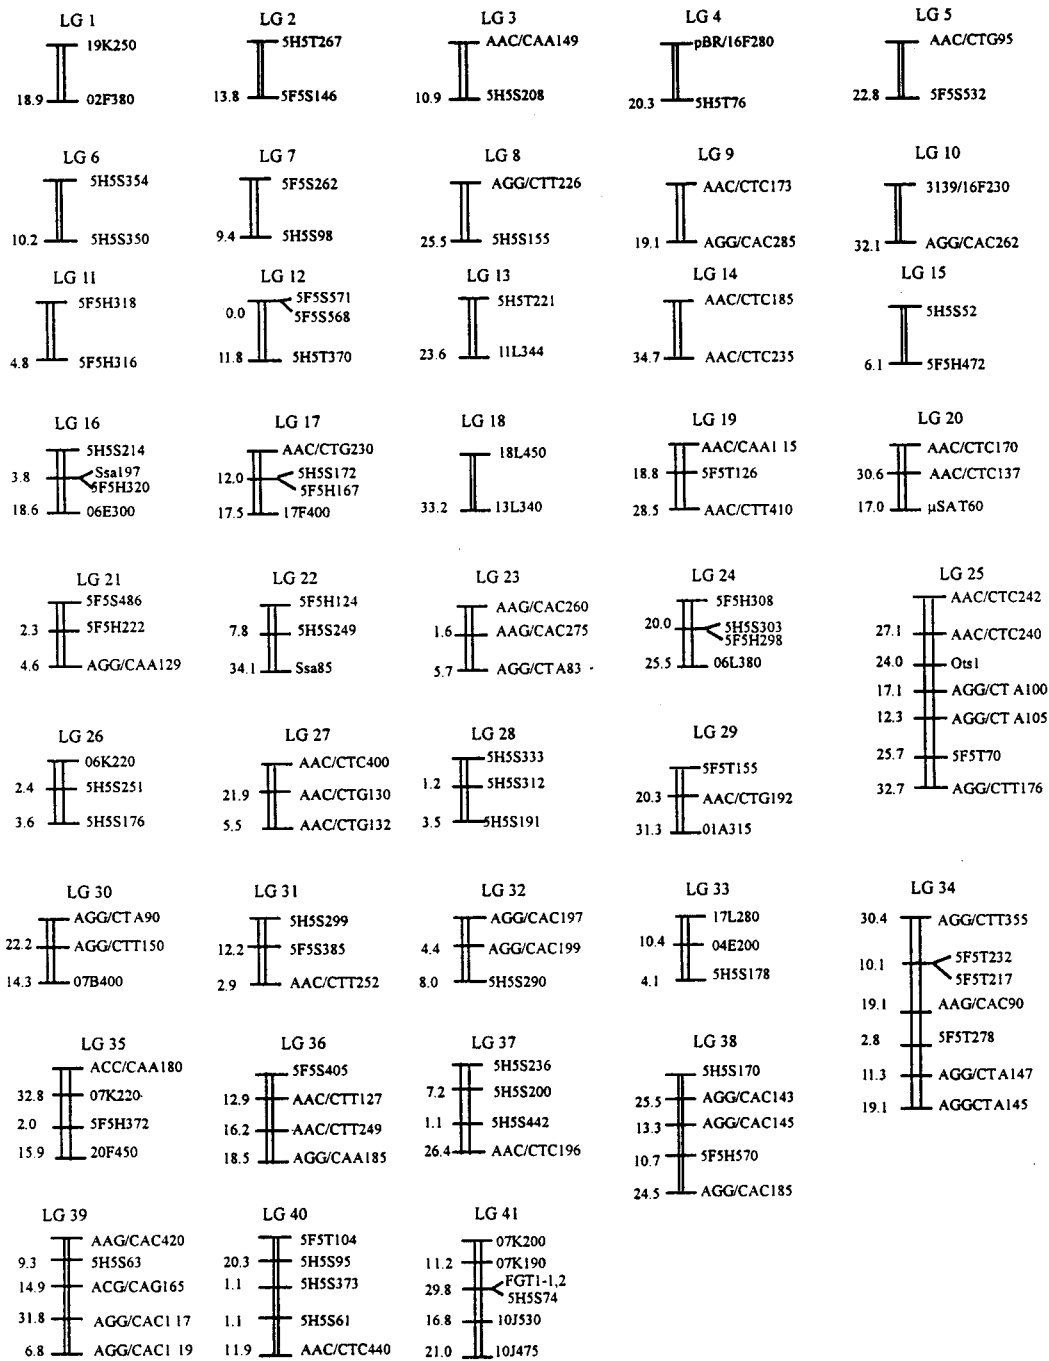 LG 1
19K250
18.9 02F380
LG 2
5H5T267
13.8 5F5S146
LG 3
AAC/CAA149
10.9 5H5S208
LG 4
pBR/16F280
20.3 5H5T76
LG 5
AAC/CTG95
22.8 5F5S532
LG 6
5H5S354
10.2 5H5S350
LG 7
5F5S262
9.4 5H5S98
LG 8
AGG/CTT226
25.5 5H5S155
LG 9
AAC/CTC173
19.1 AGG/CAC285
LG 10
3139/16F230
32.1 AGG/CAC262
LG 11
5F5H318
4.8 5F5H316
LG 12
5F5S571
0.0 5F5S568
11.8 5H5T370
LG 13
5H5T221
23.6 11L344
LG 14
AAC/CTC185
34.7 AAC/CTC235
LG 15
5H5S52
6.1 5F5H472
LG 16
5H5S214
3.8 Ssa197
5F5H320
18.6 06E300
LG 17
AAC/CTG230
12.0 5H5S172
5F5H167
17.5 17F400
LG 18
18L450
33.2 13L340
LG 19
AAC/CAA1 15
18.8 5F5T126
28.5 AAC/CTT410
LG 20
AAC/CTC170
30.6 AAC/CTC137
17.0 µSAT60
LG 21
5F5S486
2.3 5F5H222
4.6 AGG/CAA129
LG 22
5F5H124
7.8 5H5S249
34.1 Ssa85
LG 23
AAG/CAC260
1.6 AAG/CAC275
5.7 AGG/CTA83
LG 24
5F5H308
20.0 5H5S303
5F5H298
25.5 06L380
LG 25
AAC/CTC242
27.1 AAC/CTC240
24.0 Ots1
17.1 AGG/CTA100
12.3 AGG/CTA105
25.7 5F5T70
32.7 AGG/CTT176
LG 26
06K220
2.4 5H5S251
3.6 5H5S176
LG 27
AAC/CTC400
21.9 AAC/CTG130
5.5 AAC/CTG132
LG 28
5H5S333
1.2 5H5S312
3.5 5H5S191
LG 29
5F5T155
20.3 AAC/CTG192
31.3 01A315
LG 30
AGG/CTA90
22.2 AGG/CTT150
14.3 07B400
LG 31
5H5S299
12.2 5F5S385
2.9 AAC/CTT252
LG 32
AGG/CAC197
4.4 AGG/CAC199
8.0 5H5S290
LG 33
17L280
10.4 04E200
4.1 5H5S178
LG 34
30.4 AGG/CTT355
10.1 5F5T232
5F5T217
19.1 AAG/CAC90
2.8 5F5T278
11.3 AGG/CTA147
19.1 AGGCTA145
LG 35
ACC/CAA180
32.8 07K220
2.0 5F5H372
15.9 20F450
LG 36
5F5S405
12.9 AAC/CTT127
16.2 AAC/CTT249
18.5 AGG/CAA185
LG 37
5H5S236
7.2 5H5S200
1.1 5H5S442
26.4 AAC/CTC196
LG 38
5H5S170
25.5 AGG/CAC143
13.3 AGG/CAC145
10.7 5F5H570
24.5 AGG/CAC185
LG 39
AAG/CAC420
9.3 5H5S63
14.9 ACG/CAG165
31.8 AGG/CAC1 17
6.8 AGG/CAC1 19
LG 40
5F5T104
20.3 5H5S95
1.1 5H5S373
1.1 5H5S61
11.9 AAC/CTC440
LG 41
07K200
11.2 07K190
29.8 FGT1-1,2
5H5S74
16.8 10J530
21.0 10J475